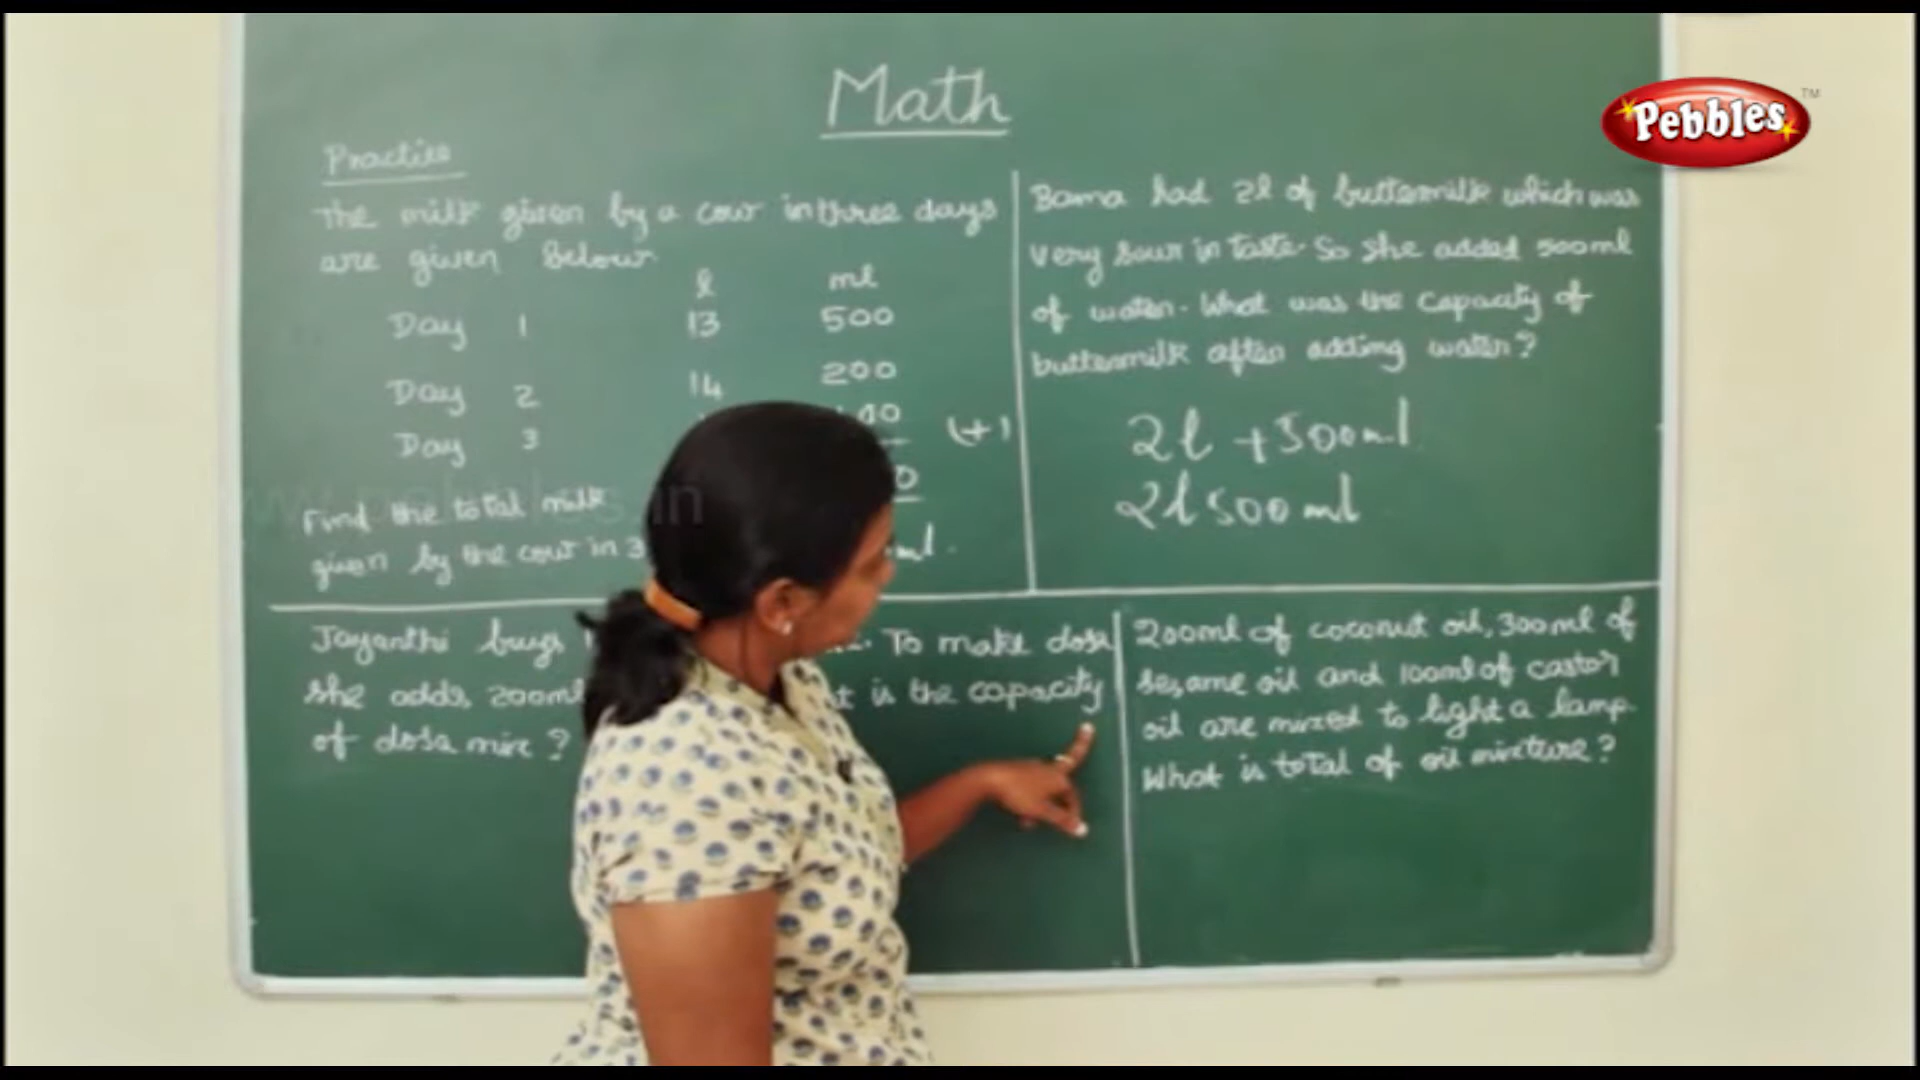 Math
Pebbles
TM
Practice
The milk given by a cow in three days
are given below.
l ml
Day 1 13 500
Day 2 14 200
Day 3
(+)
Find the total milk
given by the cow in 3
ml.
Bama had 2l of buttermilk which was
very sour in taste. So she added 500ml
of water. What was the capacity of
buttermilk after adding water?
2l + 500ml
2l 500ml
Jayanthi buys To make dosa
she adds 200ml is the capacity
of dosa mix?
200ml of coconut oil, 300ml of
sesame oil and 100ml of castor
oil are mixed to light a lamp.
What is total of oil mixture?